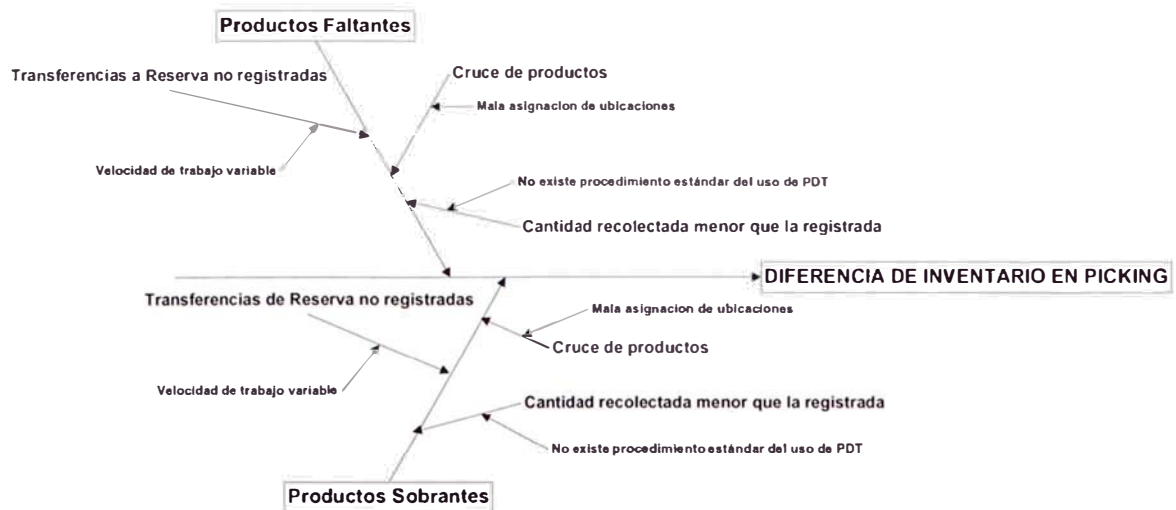 Productos Faltantes
Transferencias a Reserva no registradas
Cruce de productos
Mala asignacion de ubicaciones
Velocidad de trabajo variable
No existe procedimiento estándar del uso de PDT
Cantidad recolectada menor que la registrada
DIFERENCIA DE INVENTARIO EN PICKING
Transferencias de Reserva no registradas
Mala asignacion de ubicaciones
Cruce de productos
Velocidad de trabajo variable
Cantidad recolectada menor que la registrada
No existe procedimiento estándar del uso de PDT
Productos Sobrantes